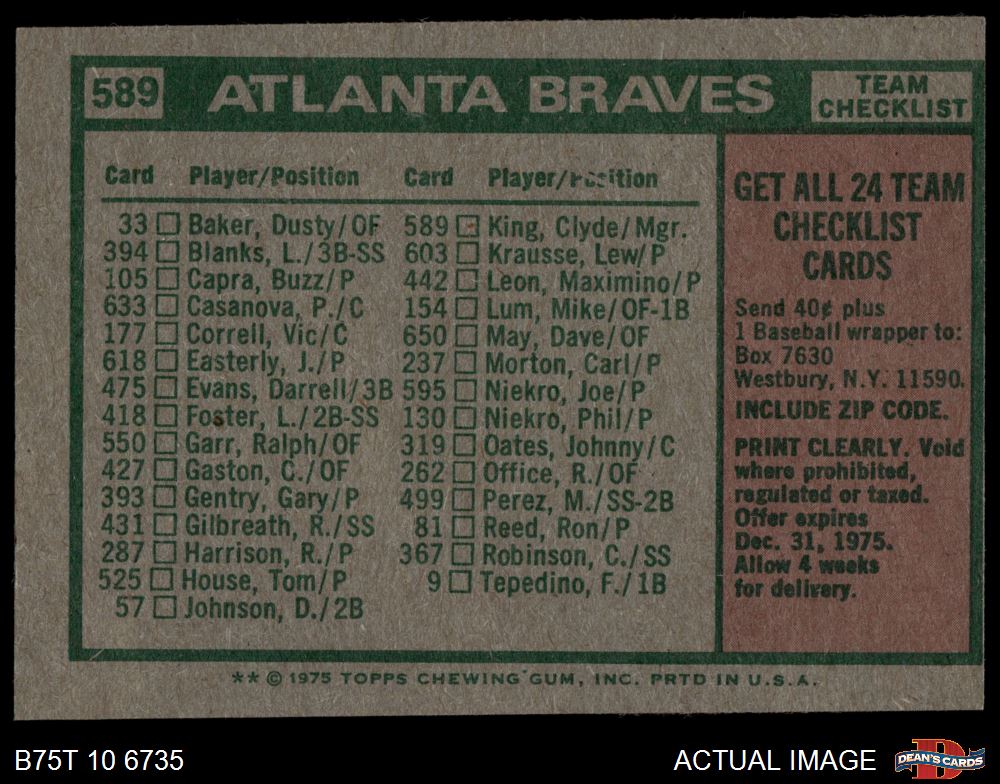 589 ATLANTA BRAVES TEAM CHECKLIST
Card Player/Position
33 Baker, Dusty/OF
394 Blanks, L./3B-SS
105 Capra, Buzz/P
633 Casanova, P./C
177 Correll, Vic/C
618 Easterly, J./P
475 Evans, Darrell/3B
418 Foster, L./2B-SS
550 Garr, Ralph/OF
427 Gaston, C./OF
393 Gentry, Gary/P
431 Gilbreath, R./SS
287 Harrison, R./P
525 House, Tom/P
57 Johnson, D./2B
Card Player/Position
589 King, Clyde/Mgr.
603 Krausse, Lew/P
442 Leon, Maximino/P
154 Lum, Mike/OF-1B
650 May, Dave/OF
237 Morton, Carl/P
595 Niekro, Joe/P
130 Niekro, Phil/P
319 Oates, Johnny/C
262 Office, R./OF
499 Perez, M./SS-2B
81 Reed, Ron/P
367 Robinson, C./SS
9 Tepedino, F./1B
GET ALL 24 TEAM
CHECKLIST
CARDS
Send 40¢ plus
1 Baseball wrapper to:
Box 7630
Westbury, N.Y. 11590.
INCLUDE ZIP CODE.
PRINT CLEARLY. Void
where prohibited,
regulated or taxed.
Offer expires
Dec. 31, 1975.
Allow 4 weeks
for delivery.
** © 1975 TOPPS CHEWING GUM, INC. PRTD IN U.S.A.
B75T 10 6735
ACTUAL IMAGE
DEAN'S CARDS